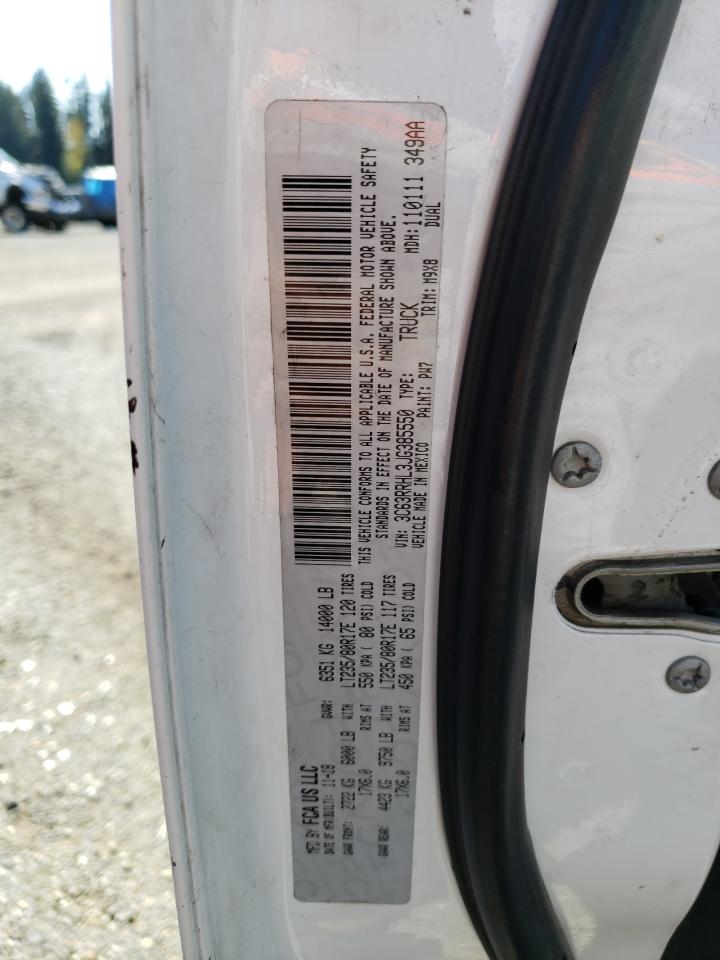 MFD BY FCA US LLC
DATE OF MFR(BUILT): 11-18 GVWR: 6351 KG 14000 LB
GAWR FRONT: 2722 KG 6000 LB WITH LT235/80R17E 120 TIRES
17X6.0 RIMS AT 550 KPA ( 80 PSI) COLD
GAWR REAR: 4423 KG 9750 LB WITH LT235/80R17E 117 TIRES
17X6.0 RIMS AT 450 KPA ( 65 PSI) COLD
THIS VEHICLE CONFORMS TO ALL APPLICABLE U.S.A. FEDERAL MOTOR VEHICLE SAFETY
STANDARDS IN EFFECT ON THE DATE OF MANUFACTURE SHOWN ABOVE.
VIN: 3C63RRHL3JG385550 TYPE: TRUCK MDH: 110111 349AA
VEHICLE MADE IN MEXICO PAINT: PW7 TRIM: M9X8 DUAL